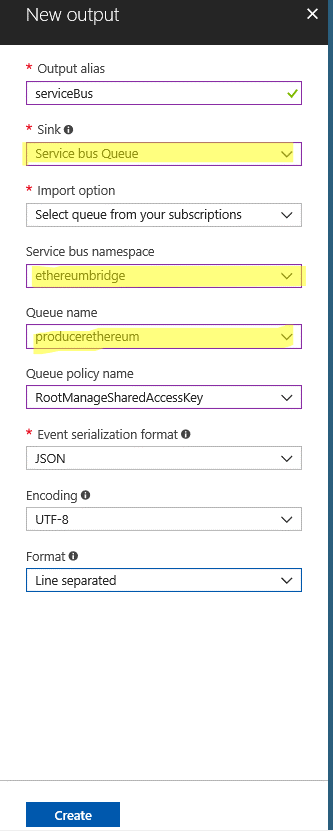 New output
* Output alias
serviceBus
* Sink
Service bus Queue
* Import option
Select queue from your subscriptions
Service bus namespace
ethereumbridge
Queue name
producerethereum
Queue policy name
RootManageSharedAccessKey
* Event serialization format
JSON
Encoding
UTF-8
Format
Line separated
Create